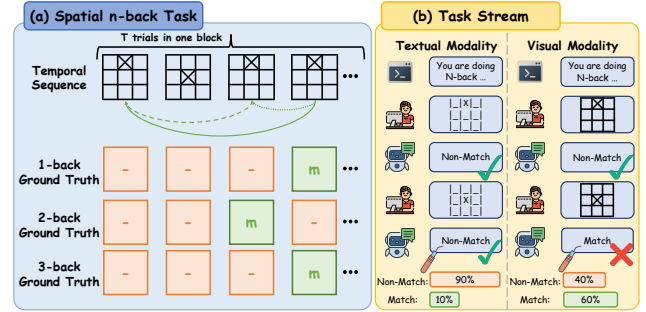 (a) Spatial n-back Task
T trials in one block
Temporal
Sequence
1-back
Ground Truth
- - - m
2-back
Ground Truth
- - m -
3-back
Ground Truth
- - - m
(b) Task Stream
Textual Modality
Visual Modality
You are doing
N-back ...
You are doing
N-back ...
|_|x|_|
|_|_|_|
|_|_|_|
Non-Match
Non-Match
|_|_|_|
|_|x|_|
|_|_|_|
Non-Match
Match
Non-Match: 90%
Match: 10%
Non-Match: 40%
Match: 60%